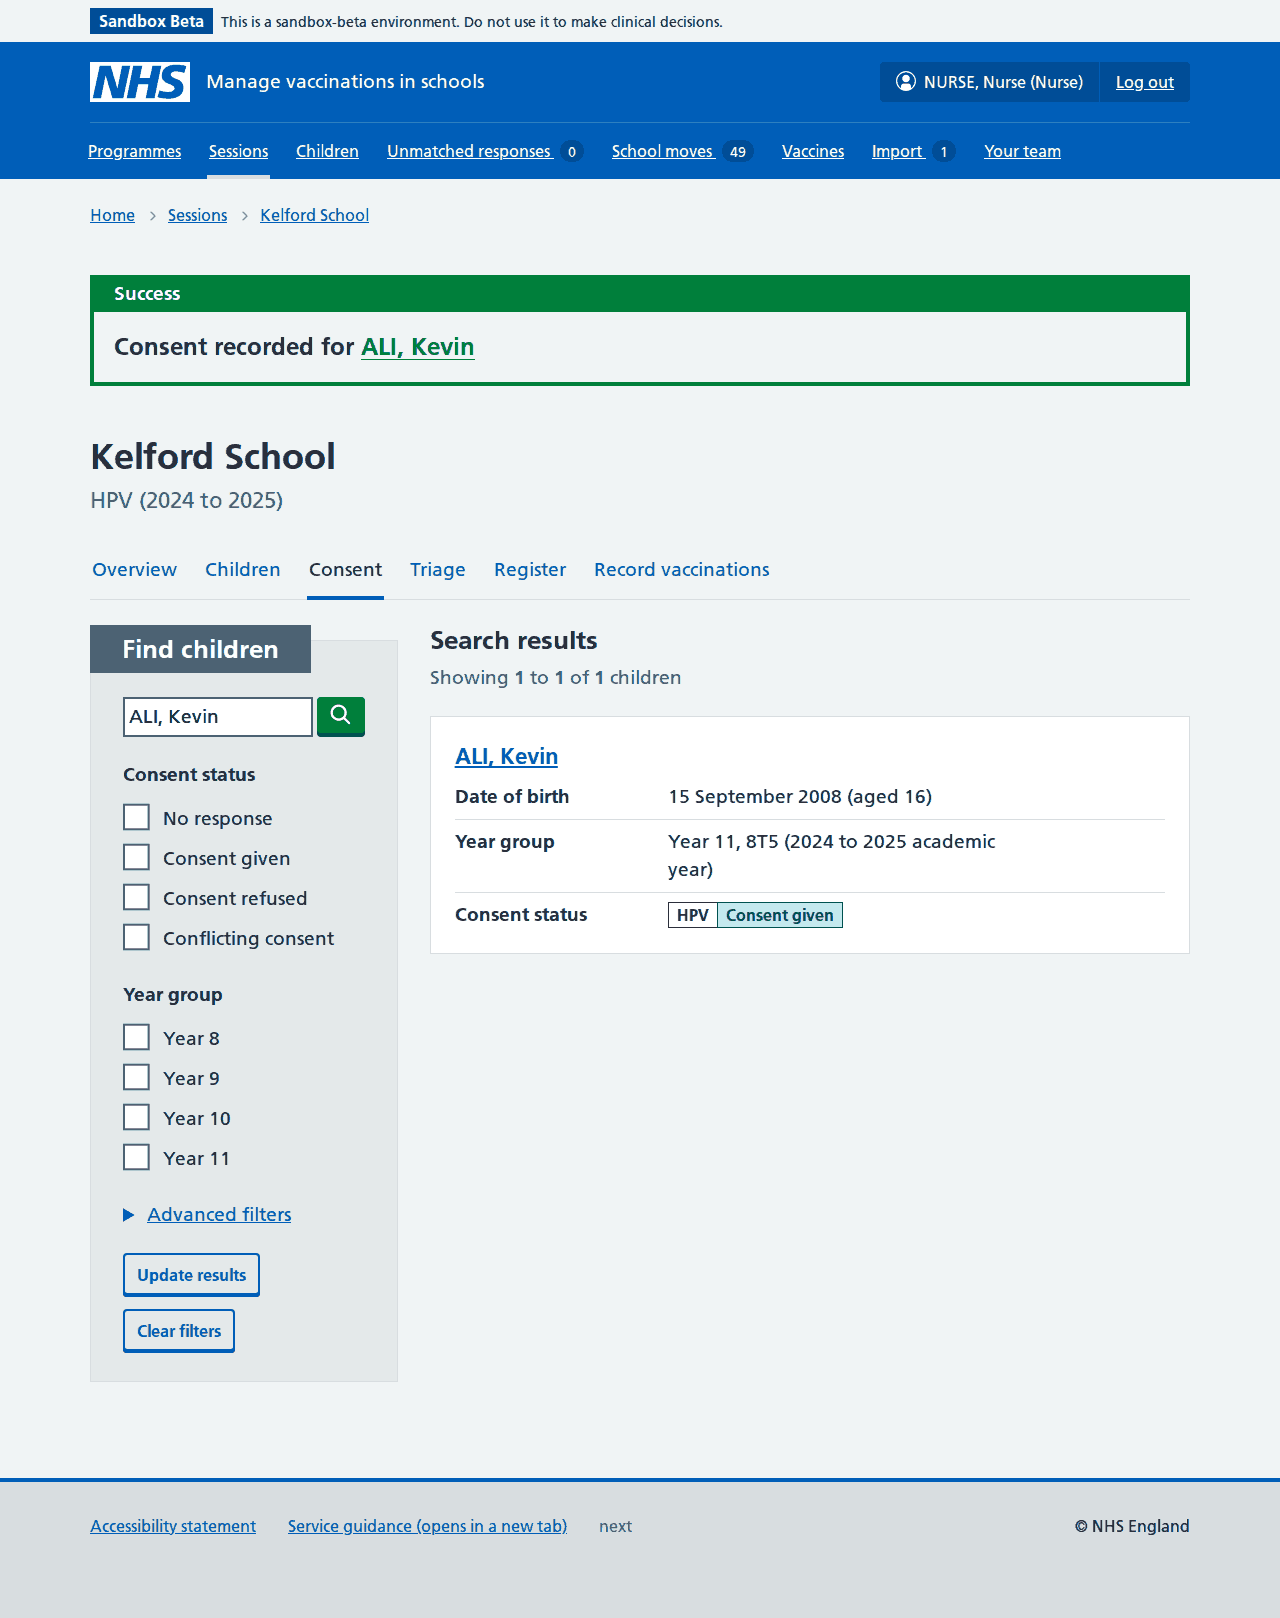 Sandbox Beta This is a sandbox-beta environment. Do not use it to make clinical decisions.
NHS Manage vaccinations in schools NURSE, Nurse (Nurse) Log out
Programmes Sessions Children Unmatched responses 0 School moves 49 Vaccines Import 1 Your team
Home Sessions Kelford School
Success
Consent recorded for ALI, Kevin
Kelford School
HPV (2024 to 2025)
Overview Children Consent Triage Register Record vaccinations
Find children
ALI, Kevin
Consent status
No response
Consent given
Consent refused
Conflicting consent
Year group
Year 8
Year 9
Year 10
Year 11
Advanced filters
Update results
Clear filters
Search results
Showing 1 to 1 of 1 children
ALI, Kevin
Date of birth 15 September 2008 (aged 16)
Year group Year 11, 8T5 (2024 to 2025 academic
year)
Consent status HPV Consent given
Accessibility statement Service guidance (opens in a new tab) next © NHS England